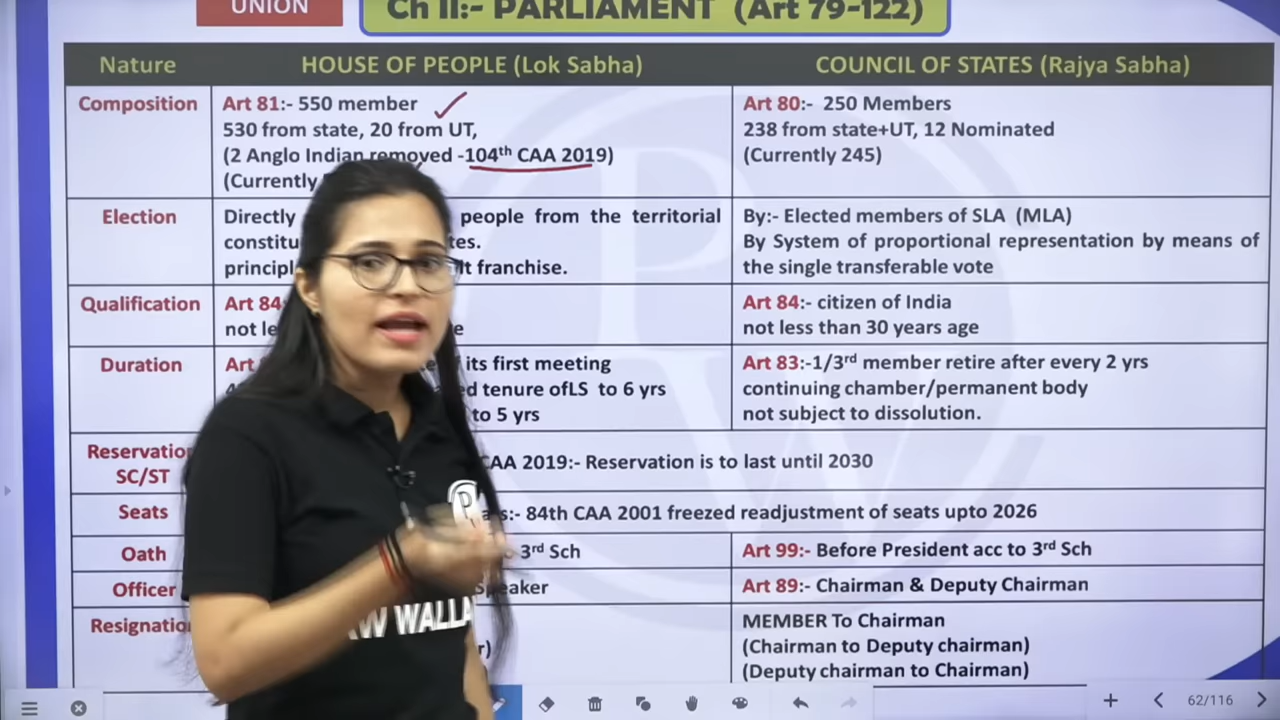 UNION
Ch II:- PARLIAMENT (Art 79-122)
Nature
HOUSE OF PEOPLE (Lok Sabha)
COUNCIL OF STATES (Rajya Sabha)
Composition
Art 81:- 550 member
530 from state, 20 from UT,
(2 Anglo Indian removed -104th CAA 2019)
(Currently
Art 80:- 250 Members
238 from state+UT, 12 Nominated
(Currently 245)
Election
Directly people from the territorial
franchise.
By:- Elected members of SLA (MLA)
By System of proportional representation by means of
the single transferable vote
Qualification
Art 84
Art 84:- citizen of India
not less than 30 years age
Duration
Art its first meeting
tenure ofLS to 6 yrs
to 5 yrs
Art 83:-1/3rd member retire after every 2 yrs
continuing chamber/permanent body
not subject to dissolution.
Reservatio
SC/ST
CAA 2019:- Reservation is to last until 2030
Seats
:- 84th CAA 2001 freezed readjustment of seats upto 2026
Oath
3rd Sch
Art 99:- Before President acc to 3rd Sch
Officer
Speaker
Art 89:- Chairman & Deputy Chairman
Resignatio
MEMBER To Chairman
(Chairman to Deputy chairman)
(Deputy chairman to Chairman)
P
W
P
W WALLA
62/116